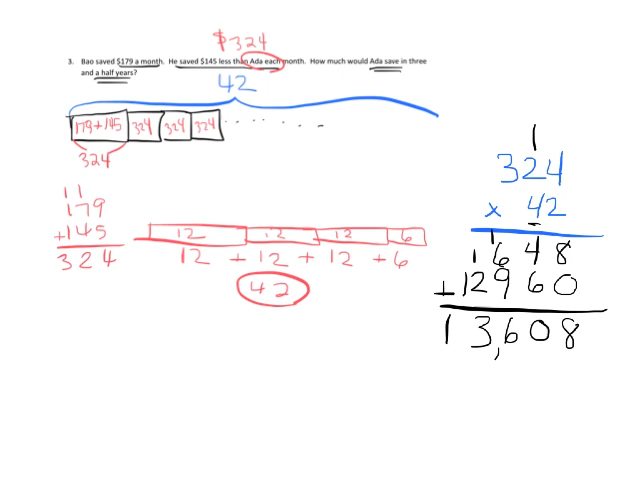 $324
3. Bao saved $179 a month. He saved $145 less than Ada each month. How much would Ada save in three
and a half years?
42
179+145 324 324 324
324
11
179
+145
324
12 12 12 6
12 + 12 + 12 + 6
42
1
324
x 42
1
1648
+12960
13,608